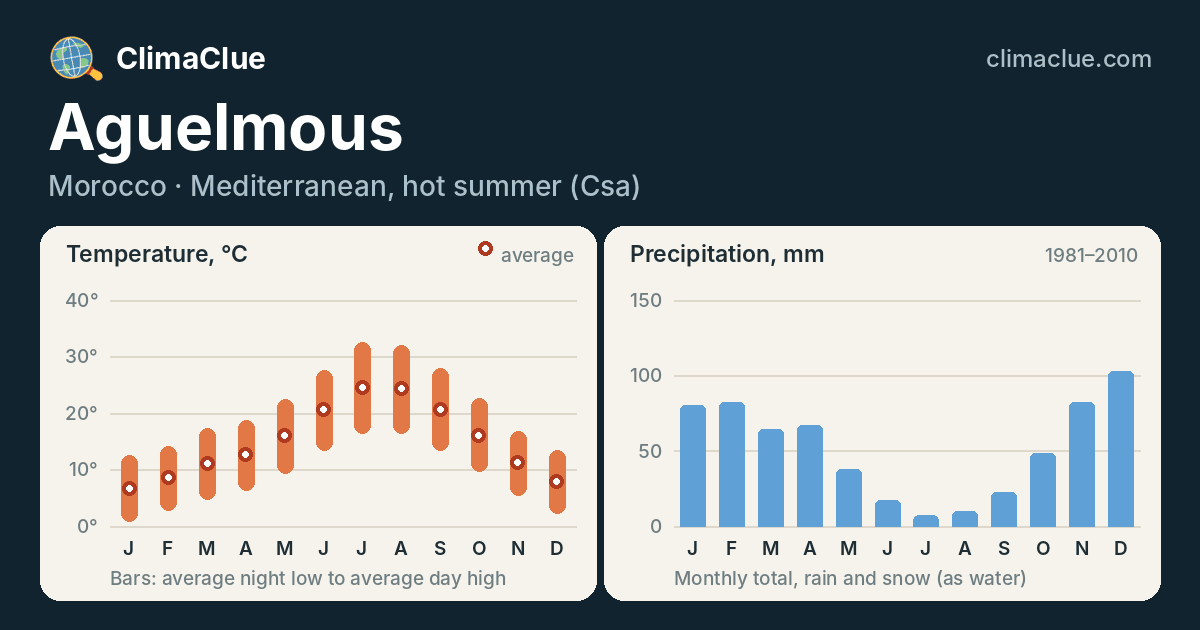 ClimaClue
climaclue.com
Aguelmous
Morocco · Mediterranean, hot summer (Csa)
Temperature, °C
average
40°
30°
20°
10°
0°
J F M A M J J A S O N D
Bars: average night low to average day high
Precipitation, mm
1981–2010
150
100
50
0
J F M A M J J A S O N D
Monthly total, rain and snow (as water)